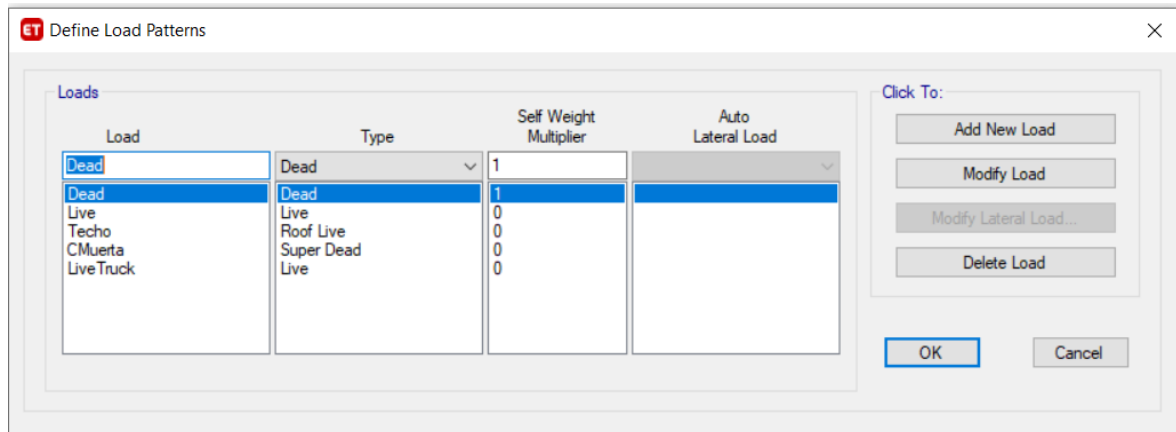 ET Define Load Patterns
Loads
Load Type Self Weight Multiplier Auto Lateral Load
Dead Dead 1
Dead Dead 1
Live Live 0
Techo Roof Live 0
CMuerta Super Dead 0
LiveTruck Live 0
Click To:
Add New Load
Modify Load
Modify Lateral Load...
Delete Load
OK Cancel